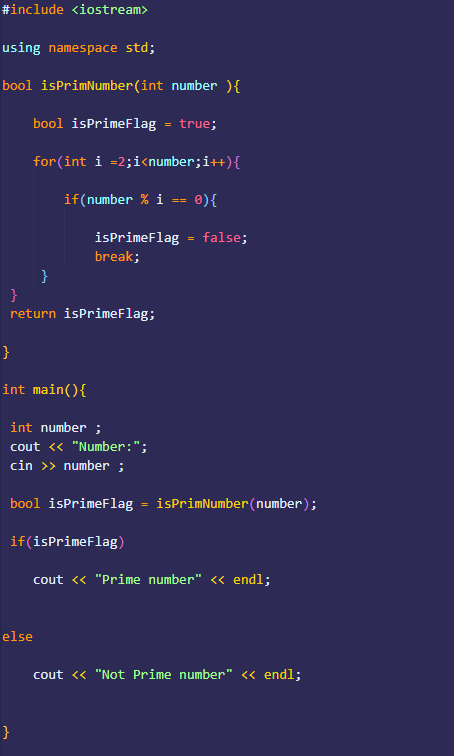 #include <iostream>
using namespace std;
bool isPrimNumber(int number ){
bool isPrimeFlag = true;
for(int i =2;i<number;i++){
if(number % i == 0){
isPrimeFlag = false;
break;
}
}
return isPrimeFlag;
}
int main(){
int number ;
cout << "Number:";
cin >> number ;
bool isPrimeFlag = isPrimNumber(number);
if(isPrimeFlag)
cout << "Prime number" << endl;
else
cout << "Not Prime number" << endl;
}